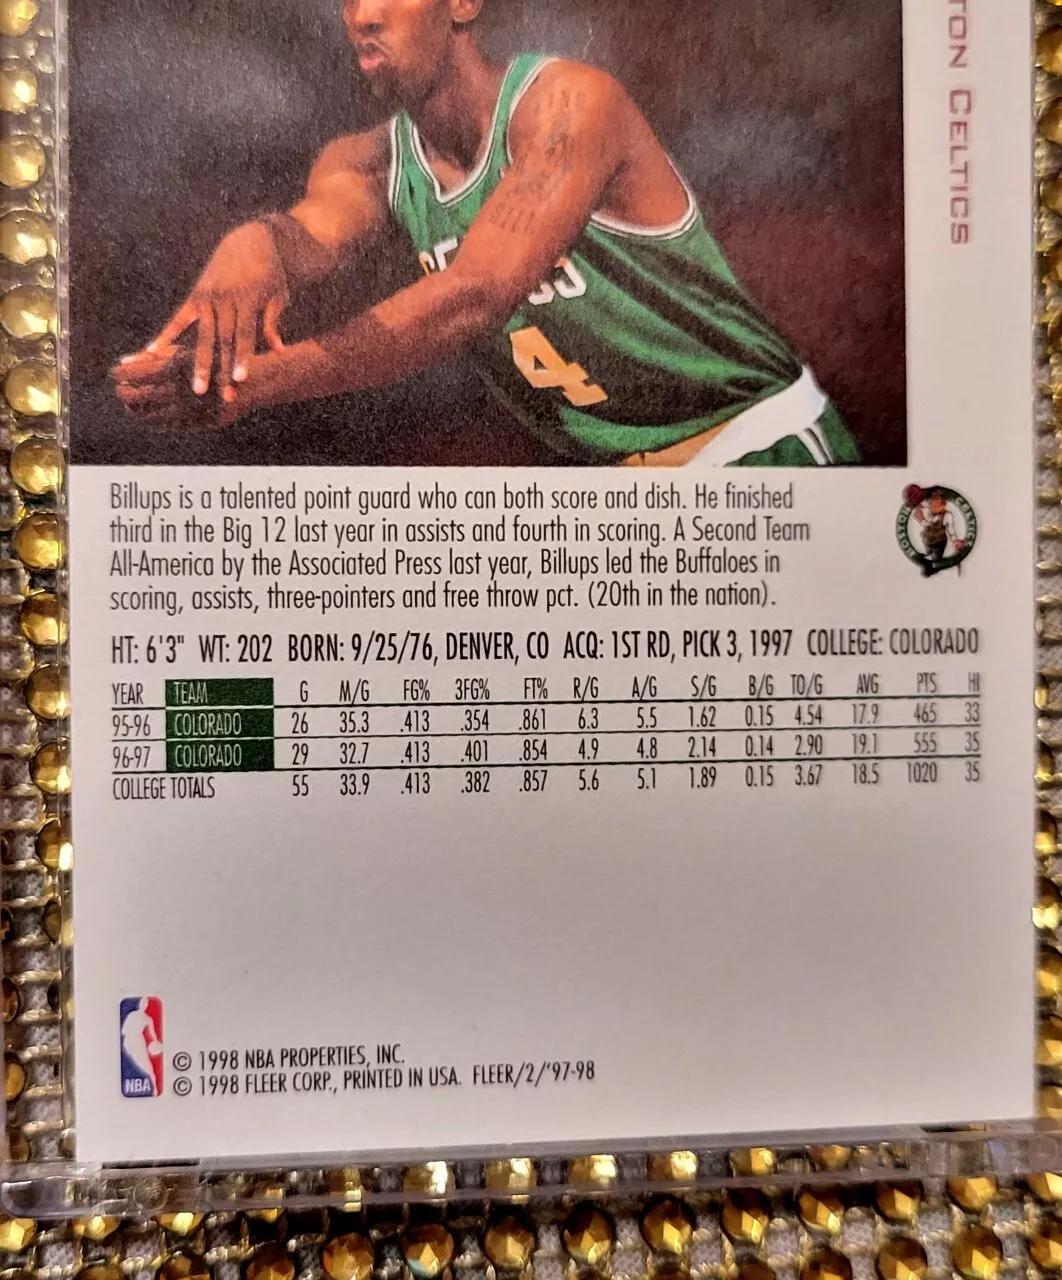 TON CELTICS
4
Billups is a talented point guard who can both score and dish. He finished
third in the Big 12 last year in assists and fourth in scoring. A Second Team
All-America by the Associated Press last year, Billups led the Buffaloes in
scoring, assists, three-pointers and free throw pct. (20th in the nation).
BOSTON CELTICS
HT: 6'3" WT: 202 BORN: 9/25/76, DENVER, CO ACQ: 1ST RD, PICK 3, 1997 COLLEGE: COLORADO
YEAR TEAM G M/G FG% 3FG% FT% R/G A/G S/G B/G TO/G AVG PTS HI
95-96 COLORADO 26 35.3 .413 .354 .861 6.3 5.5 1.62 0.15 4.54 17.9 465 33
96-97 COLORADO 29 32.7 .413 .401 .854 4.9 4.8 2.14 0.14 2.90 19.1 555 35
COLLEGE TOTALS 55 33.9 .413 .382 .857 5.6 5.1 1.89 0.15 3.67 18.5 1020 35
NBA
© 1998 NBA PROPERTIES, INC.
© 1998 FLEER CORP., PRINTED IN USA. FLEER/2/'97-98